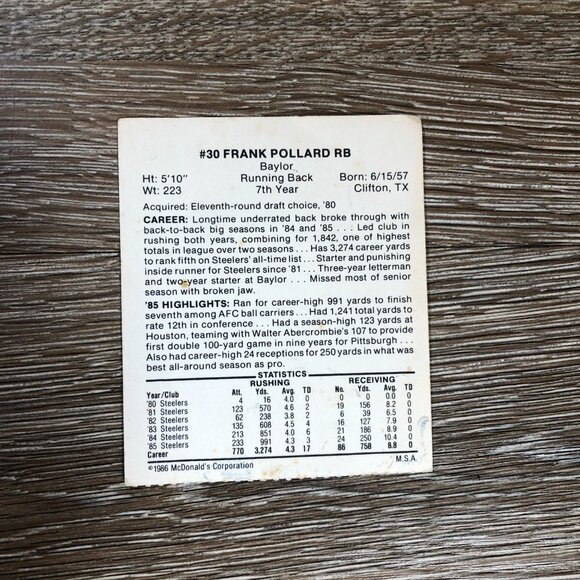 #30 FRANK POLLARD RB
Baylor
Ht: 5'10" Running Back Born: 6/15/57
Wt: 223 7th Year Clifton, TX
Acquired: Eleventh-round draft choice, '80
CAREER: Longtime underrated back broke through with
back-to-back big seasons in '84 and '85 . . . Led club in
rushing both years, combining for 1,842, one of highest
totals in league over two seasons . . . Has 3,274 career yards
to rank fifth on Steelers' all-time list . . . Starter and punishing
inside runner for Steelers since '81 . . . Three-year letterman
and two-year starter at Baylor . . . Missed most of senior
season with broken jaw.
'85 HIGHLIGHTS: Ran for career-high 991 yards to finish
seventh among AFC ball carriers . . . Had 1,241 total yards to
rate 12th in conference . . . Had a season-high 123 yards at
Houston, teaming with Walter Abercrombie's 107 to provide
first double 100-yard game in nine years for Pittsburgh . . .
Also had career-high 24 receptions for 250 yards in what was
best all-around season as pro.
STATISTICS
RUSHING RECEIVING
Year/Club Att. Yds. Avg. TD No. Yds. Avg. TD
'80 Steelers 4 16 4.0 0 0 0 0.0 0
'81 Steelers 123 570 4.6 2 19 156 8.2 0
'82 Steelers 62 238 3.8 2 6 39 6.5 0
'83 Steelers 135 608 4.5 4 16 127 7.9 0
'84 Steelers 213 851 4.0 6 21 186 8.9 0
'85 Steelers 233 991 4.3 3 24 250 10.4 0
Career 770 3,274 4.3 17 86 758 8.8 0
©1986 McDonald's Corporation M.S.A.